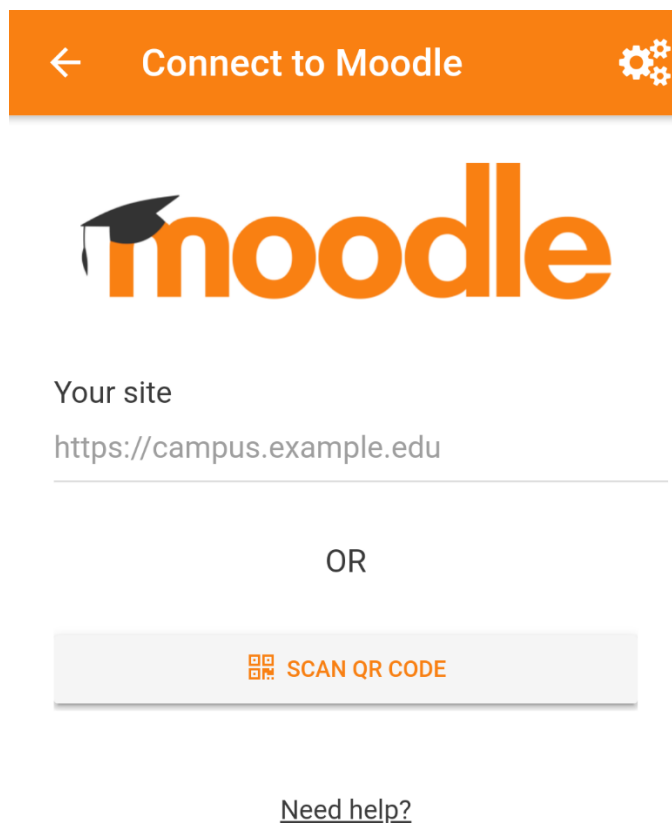 Connect to Moodle
moodle
Your site
https://campus.example.edu
OR
SCAN QR CODE
Need help?